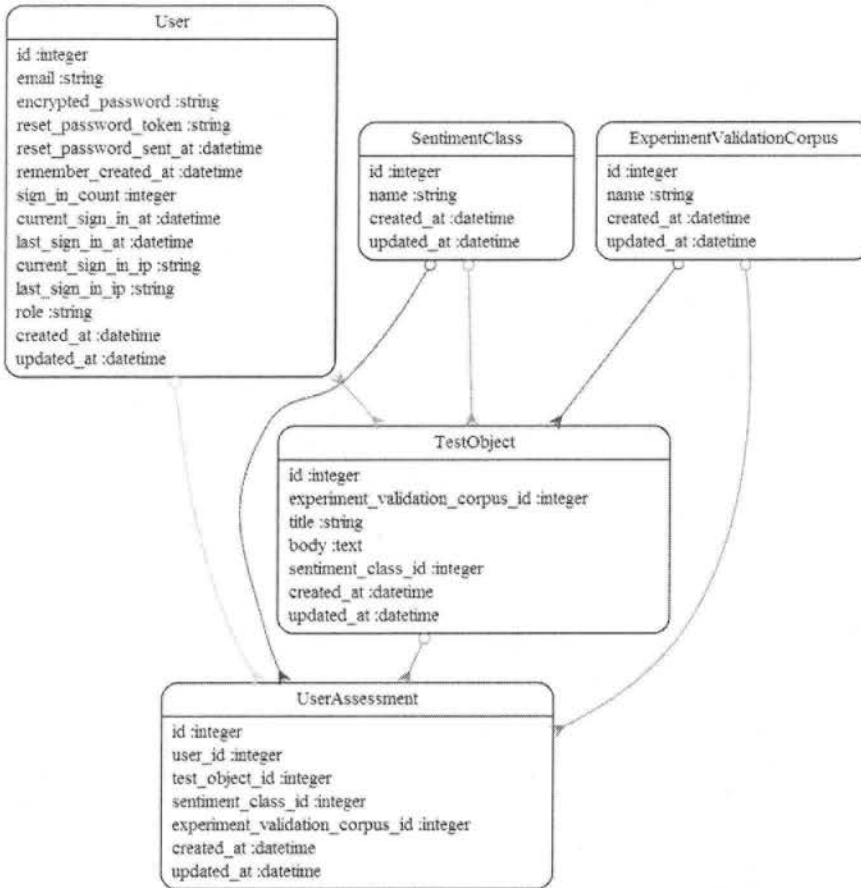 User
id :integer
email :string
encrypted_password :string
reset_password_token :string
reset_password_sent_at :datetime
remember_created_at :datetime
sign_in_count :integer
current_sign_in_at :datetime
last_sign_in_at :datetime
current_sign_in_ip :string
last_sign_in_ip :string
role :string
created_at :datetime
updated_at :datetime
SentimentClass
id :integer
name :string
created_at :datetime
updated_at :datetime
ExperimentValidationCorpus
id :integer
name :string
created_at :datetime
updated_at :datetime
TestObject
id :integer
experiment_validation_corpus_id :integer
title :string
body :text
sentiment_class_id :integer
created_at :datetime
updated_at :datetime
UserAssessment
id :integer
user_id :integer
test_object_id :integer
sentiment_class_id :integer
experiment_validation_corpus_id :integer
created_at :datetime
updated_at :datetime